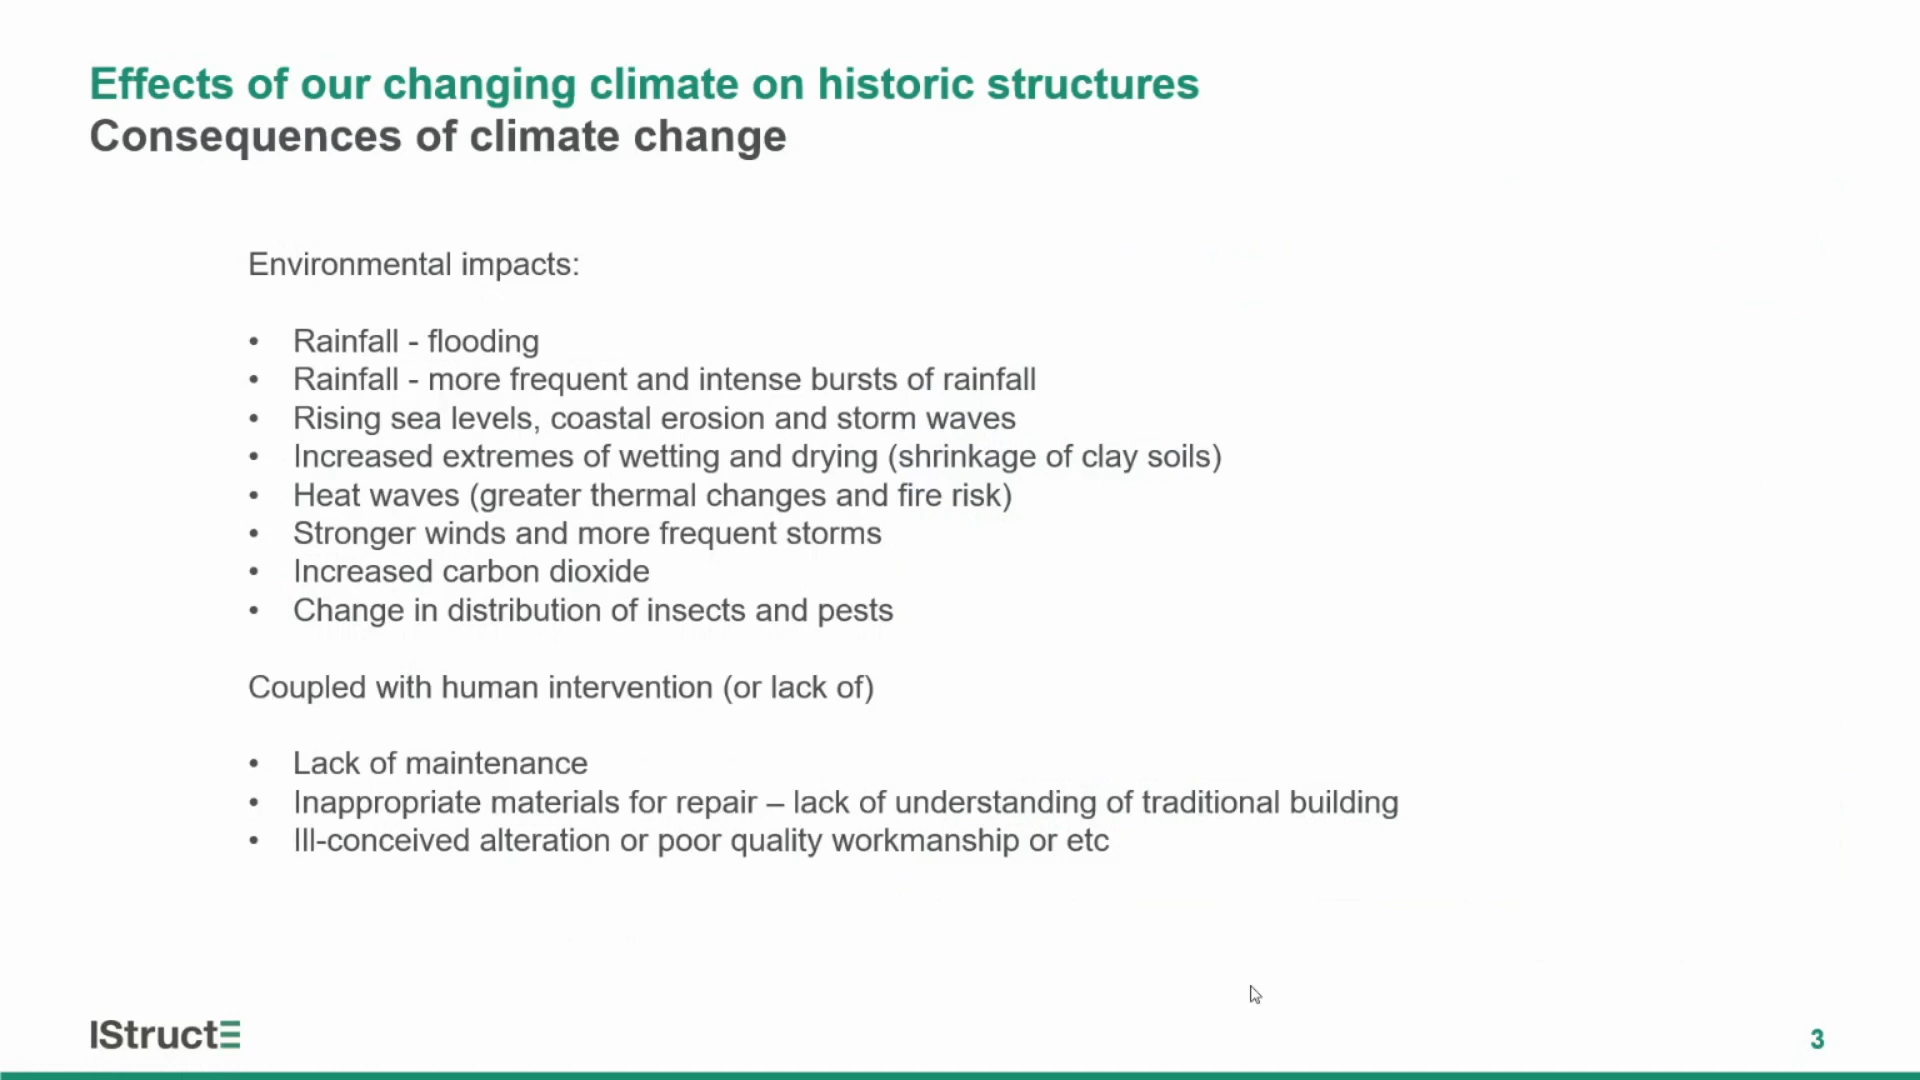 Effects of our changing climate on historic structures
Consequences of climate change
Environmental impacts:
• Rainfall - flooding
• Rainfall - more frequent and intense bursts of rainfall
• Rising sea levels, coastal erosion and storm waves
• Increased extremes of wetting and drying (shrinkage of clay soils)
• Heat waves (greater thermal changes and fire risk)
• Stronger winds and more frequent storms
• Increased carbon dioxide
• Change in distribution of insects and pests
Coupled with human intervention (or lack of)
• Lack of maintenance
• Inappropriate materials for repair – lack of understanding of traditional building
• Ill-conceived alteration or poor quality workmanship or etc
IStructE
3